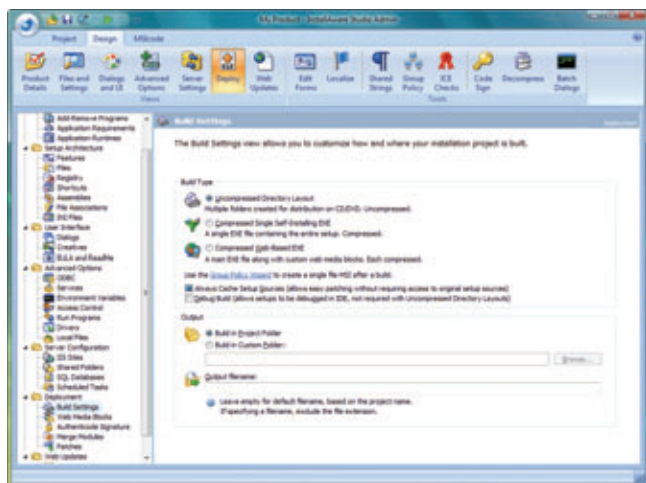 My Product - InstallAware Studio Admin
Project Design MSIcode
Product Details
Files and Settings
Dialogs and UI
Advanced Options
Server Settings
Deploy
Web Updates
Edit Forms
Localize
Shared Strings
Group Policy
ICE Checks
Code Sign
Decompress
Batch Dialogs
Views
Tools
Add-Remove Programs
Application Requirements
Application Runtimes
Setup Architecture
Features
Files
Registry
Shortcuts
Assemblies
File Associations
INI Files
User Interface
Dialogs
Creatives
EULA and ReadMe
Advanced Options
ODBC
Services
Environment Variables
Access Control
Run Programs
Drivers
Local Files
Server Configuration
IIS Sites
Shared Folders
SQL Databases
Scheduled Tasks
Deployment
Build Settings
Web Media Blocks
Authenticode Signature
Merge Modules
Patches
Web Updates
Build Settings
The Build Settings view allows you to customize how and where your installation project is built.
Build Type
Uncompressed Directory Layout
Multiple folders created for distribution on CD/DVD. Uncompressed.
Compressed Single Self-Installing EXE
A single EXE file containing the entire setup. Compressed.
Compressed Web-Based EXE
A main EXE file along with custom web media blocks. Each compressed.
Use the Group Policy Wizard to create a single file MSI after a build.
Always Cache Setup Sources (allows easy patching without requiring access to original setup sources)
Debug Build (allows setups to be debugged in IDE, not required with Uncompressed Directory Layouts)
Output
Build in Project Folder
Build in Custom Folder:
Browse...
Output filename:
Leave empty for default filename, based on the project name.
If specifying a filename, exclude the file extension.